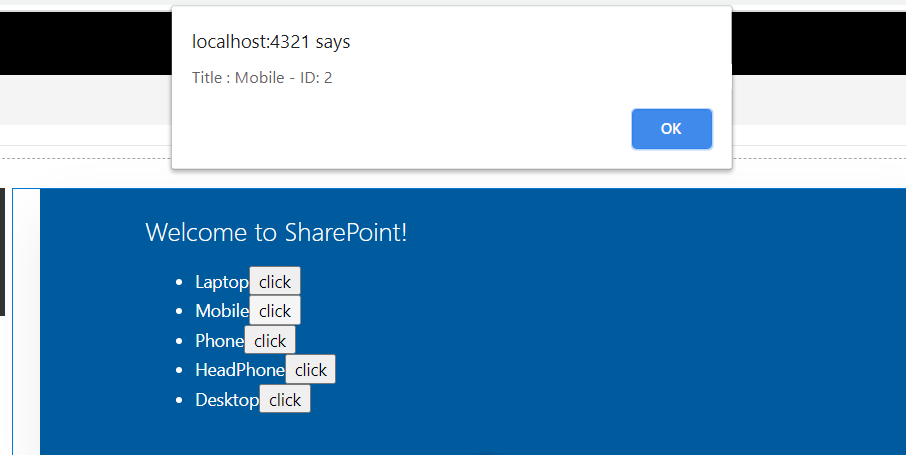 localhost:4321 says
Title : Mobile - ID: 2
OK
Welcome to SharePoint!
• Laptop click
• Mobile click
• Phone click
• HeadPhone click
• Desktop click